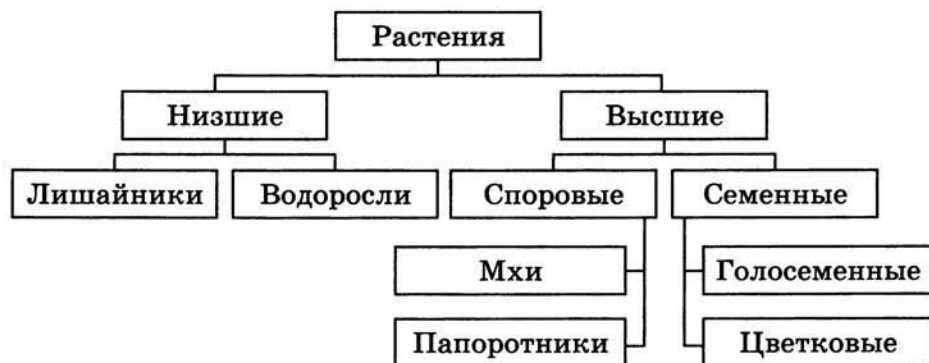 Растения
Низшие
Высшие
Лишайники
Водоросли
Споровые
Семенные
Мхи
Голосеменные
Папоротники
Цветковые